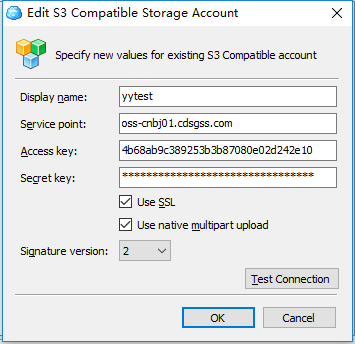 Edit S3 Compatible Storage Account
Specify new values for existing S3 Compatible account
Display name: yytest
Service point: oss-cnbj01.cdsgss.com
Access key: 4b68ab9c389253b3b87080e02d242e10
Secret key: ********************************
Use SSL
Use native multipart upload
Signature version: 2
Test Connection
OK Cancel